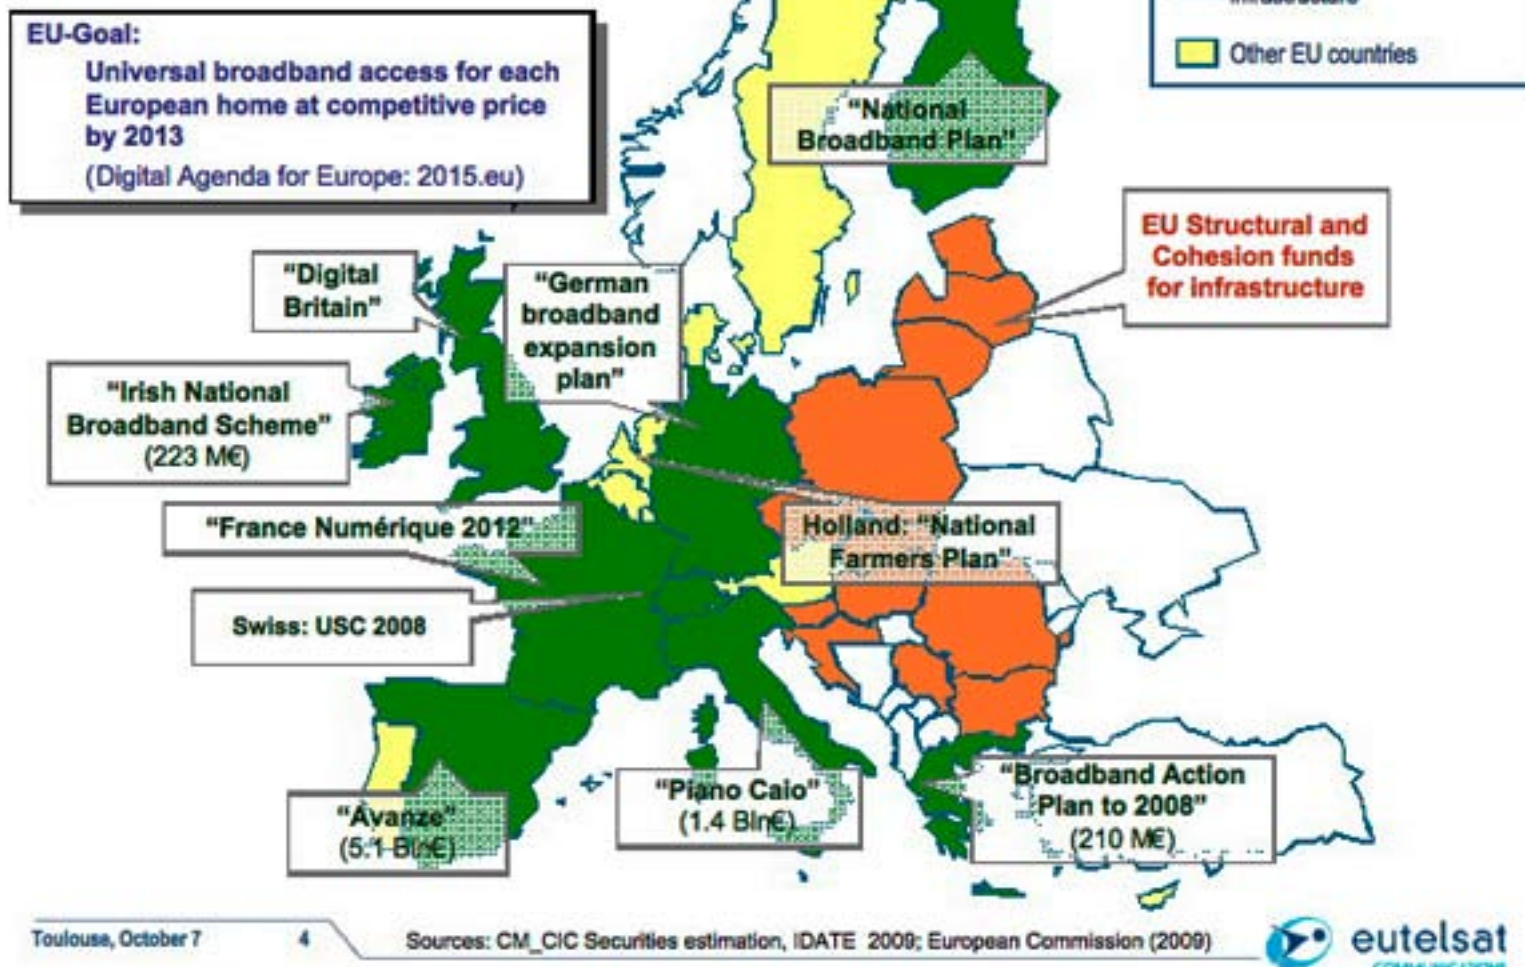 EU-Goal:
Universal broadband access for each
European home at competitive price
by 2013
(Digital Agenda for Europe: 2015.eu)
infrastructure
Other EU countries
"National
Broadband Plan"
EU Structural and
Cohesion funds
for infrastructure
"Digital
Britain"
"German
broadband
expansion
plan"
"Irish National
Broadband Scheme"
(223 M€)
"France Numérique 2012"
Holland: "National
Farmers Plan"
Swiss: USC 2008
"Avanze"
(5.1 Bln€)
"Piano Caio"
(1.4 Bln€)
"Broadband Action
Plan to 2008"
(210 M€)
Toulouse, October 7
4
Sources: CM_CIC Securities estimation, IDATE 2009; European Commission (2009)
eutelsat
COMMUNICATIONS